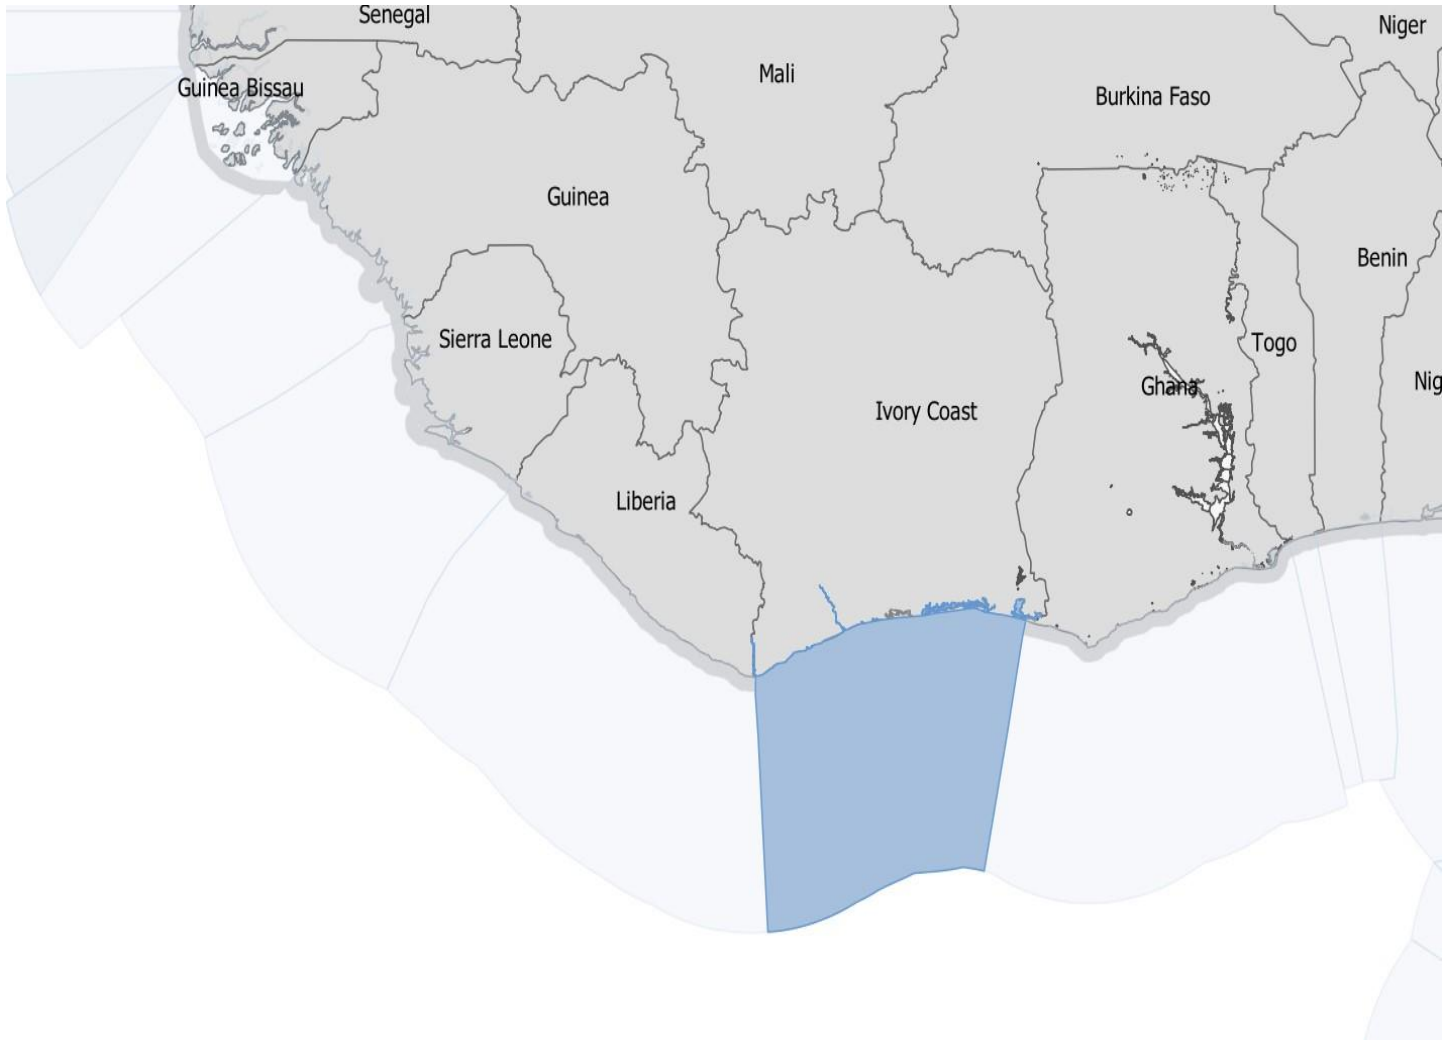 Senegal
Niger
Mali
Guinea Bissau
Burkina Faso
Guinea
Benin
Sierra Leone
Togo
Ghana
Nig
Ivory Coast
Liberia